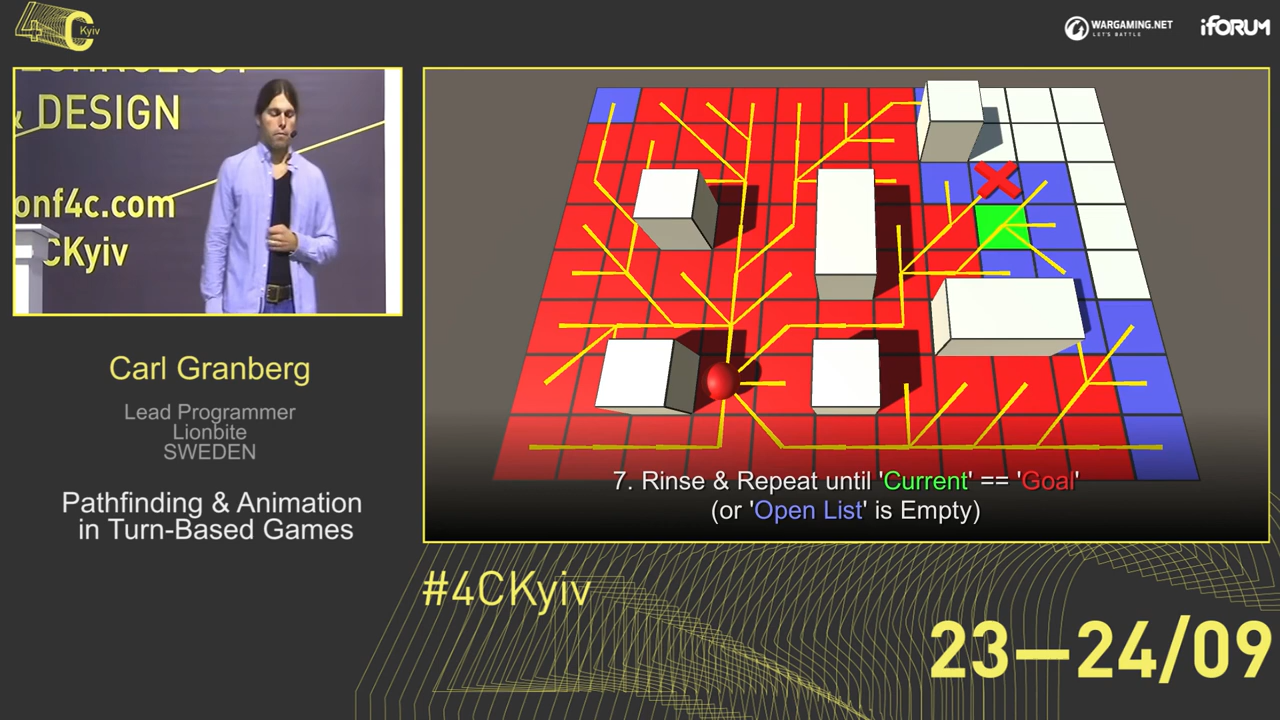 4C Kyiv
WARGAMING.NET
LET'S BATTLE
iFORUM
& DESIGN
onf4c.com
CKyiv
Carl Granberg
Lead Programmer
Lionbite
SWEDEN
Pathfinding & Animation
in Turn-Based Games
7. Rinse & Repeat until 'Current' == 'Goal'
(or 'Open List' is Empty)
#4CKyiv
23—24/09